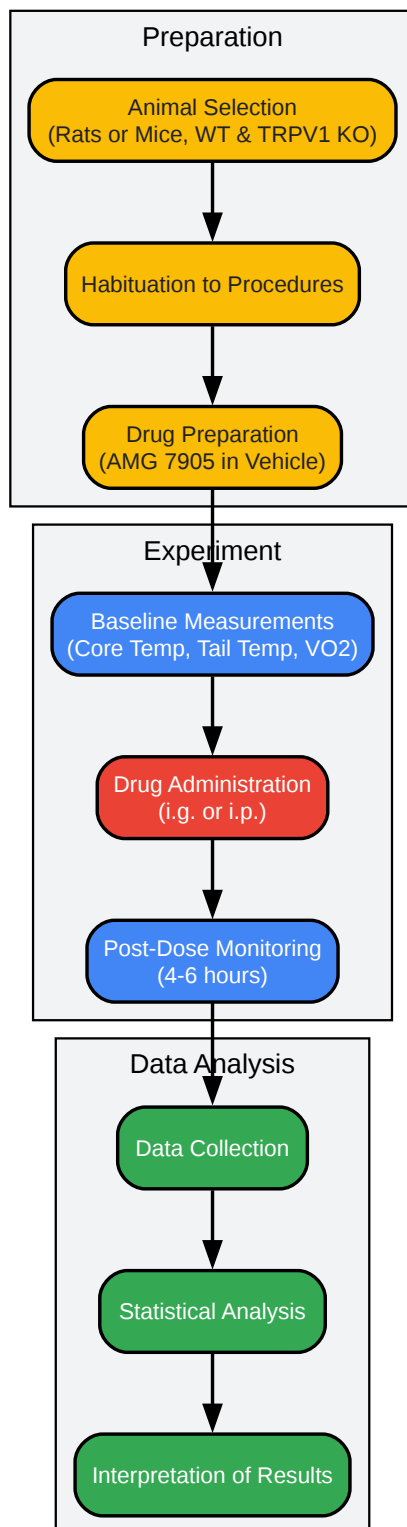 Preparation
Animal Selection
(Rats or Mice, WT & TRPV1 KO)
Habituation to Procedures
Drug Preparation
(AMG 7905 in Vehicle)
Experiment
Baseline Measurements
(Core Temp, Tail Temp, VO2)
Drug Administration
(i.g. or i.p.)
Post-Dose Monitoring
(4-6 hours)
Data Analysis
Data Collection
Statistical Analysis
Interpretation of Results